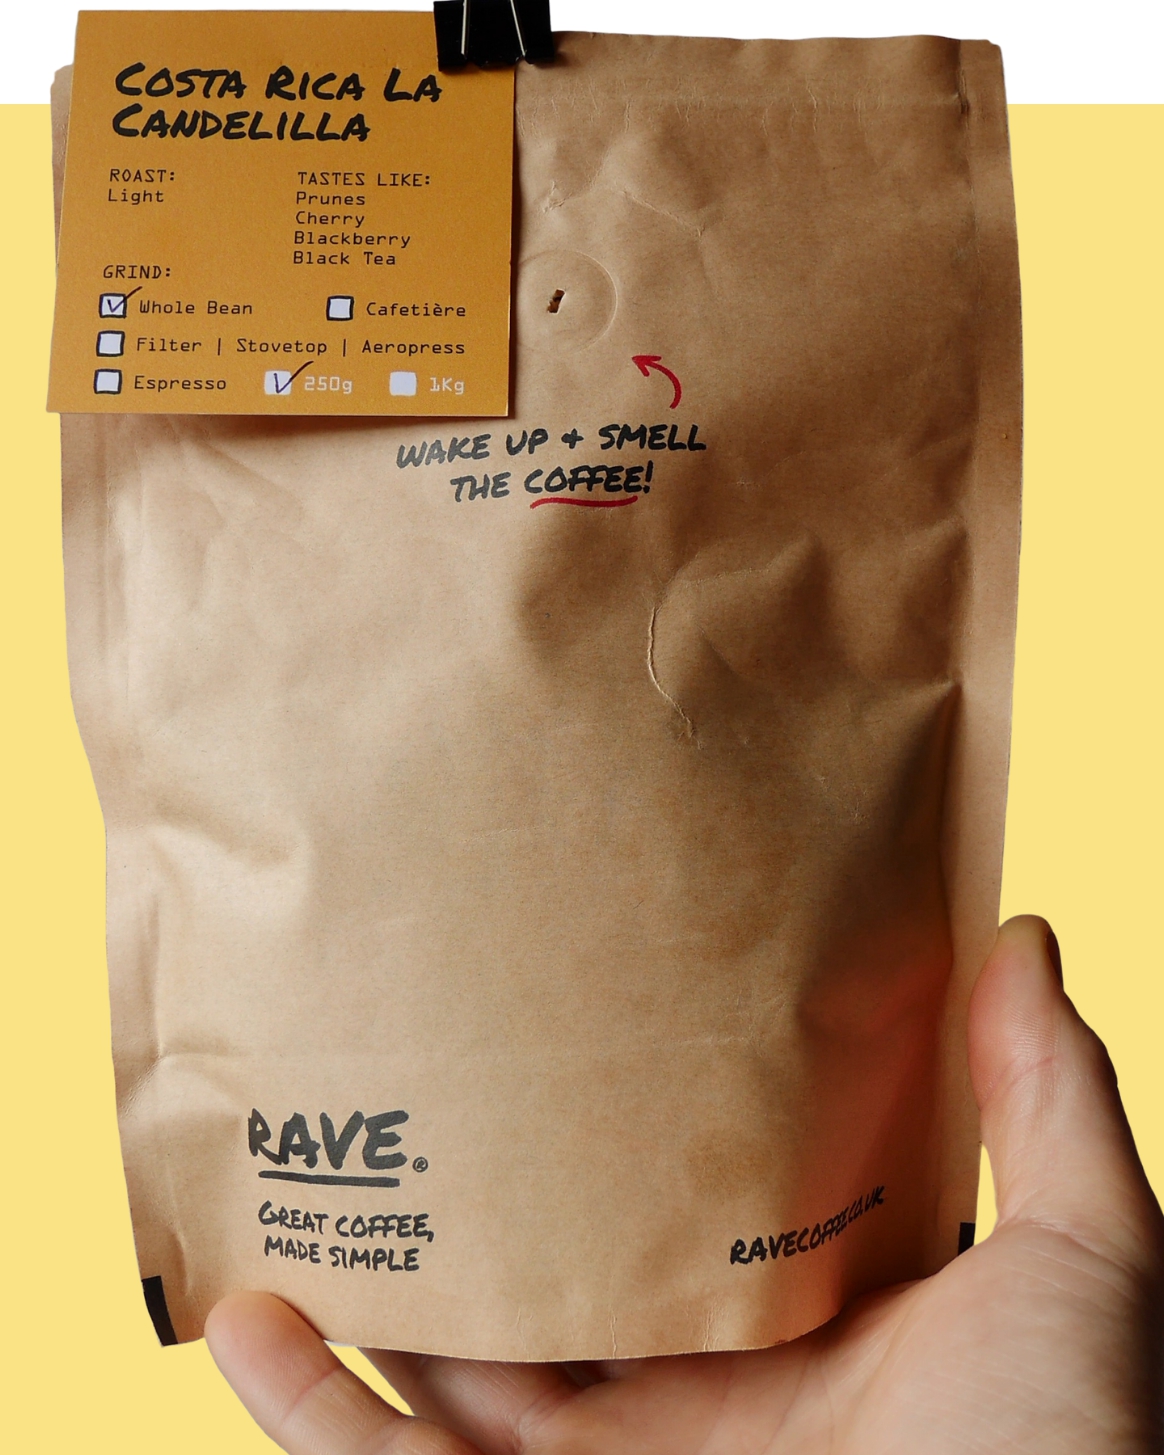 COSTA RICA LA
CANDELILLA
ROAST:
Light
TASTES LIKE:
Prunes
Cherry
Blackberry
Black Tea
GRIND:
Whole Bean
Cafetière
Filter | Stovetop | Aeropress
Espresso
250g
1Kg
WAKE UP + SMELL
THE COFFEE!
RAVE.®
GREAT COFFEE,
MADE SIMPLE
RAVECOFFEE.CO.UK